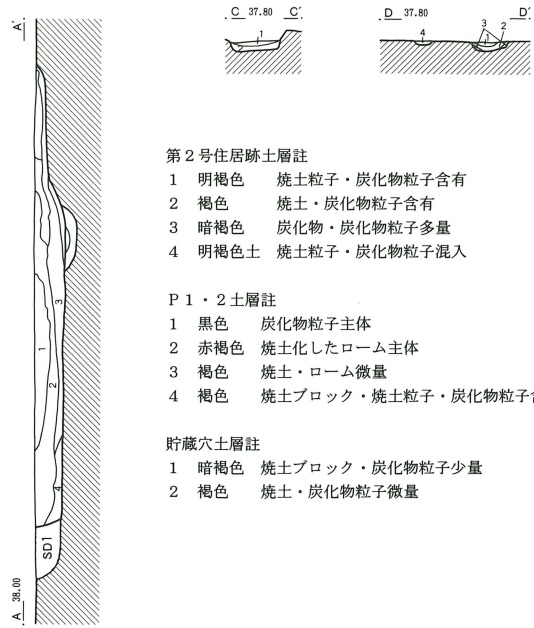 C 37.80 C′
1
2
D 37.80 D′
3 2
4 1
A′
1
2
3
4
SD1
A 38.00
第２号住居跡土層註
1 明褐色 焼土粒子・炭化物粒子含有
2 褐色 焼土・炭化物粒子含有
3 暗褐色 炭化物・炭化物粒子多量
4 明褐色土 焼土粒子・炭化物粒子混入
Ｐ１・２土層註
1 黒色 炭化物粒子主体
2 赤褐色 焼土化したローム主体
3 褐色 焼土・ローム微量
4 褐色 焼土ブロック・焼土粒子・炭化物粒子
貯蔵穴土層註
1 暗褐色 焼土ブロック・炭化物粒子少量
2 褐色 焼土・炭化物粒子微量